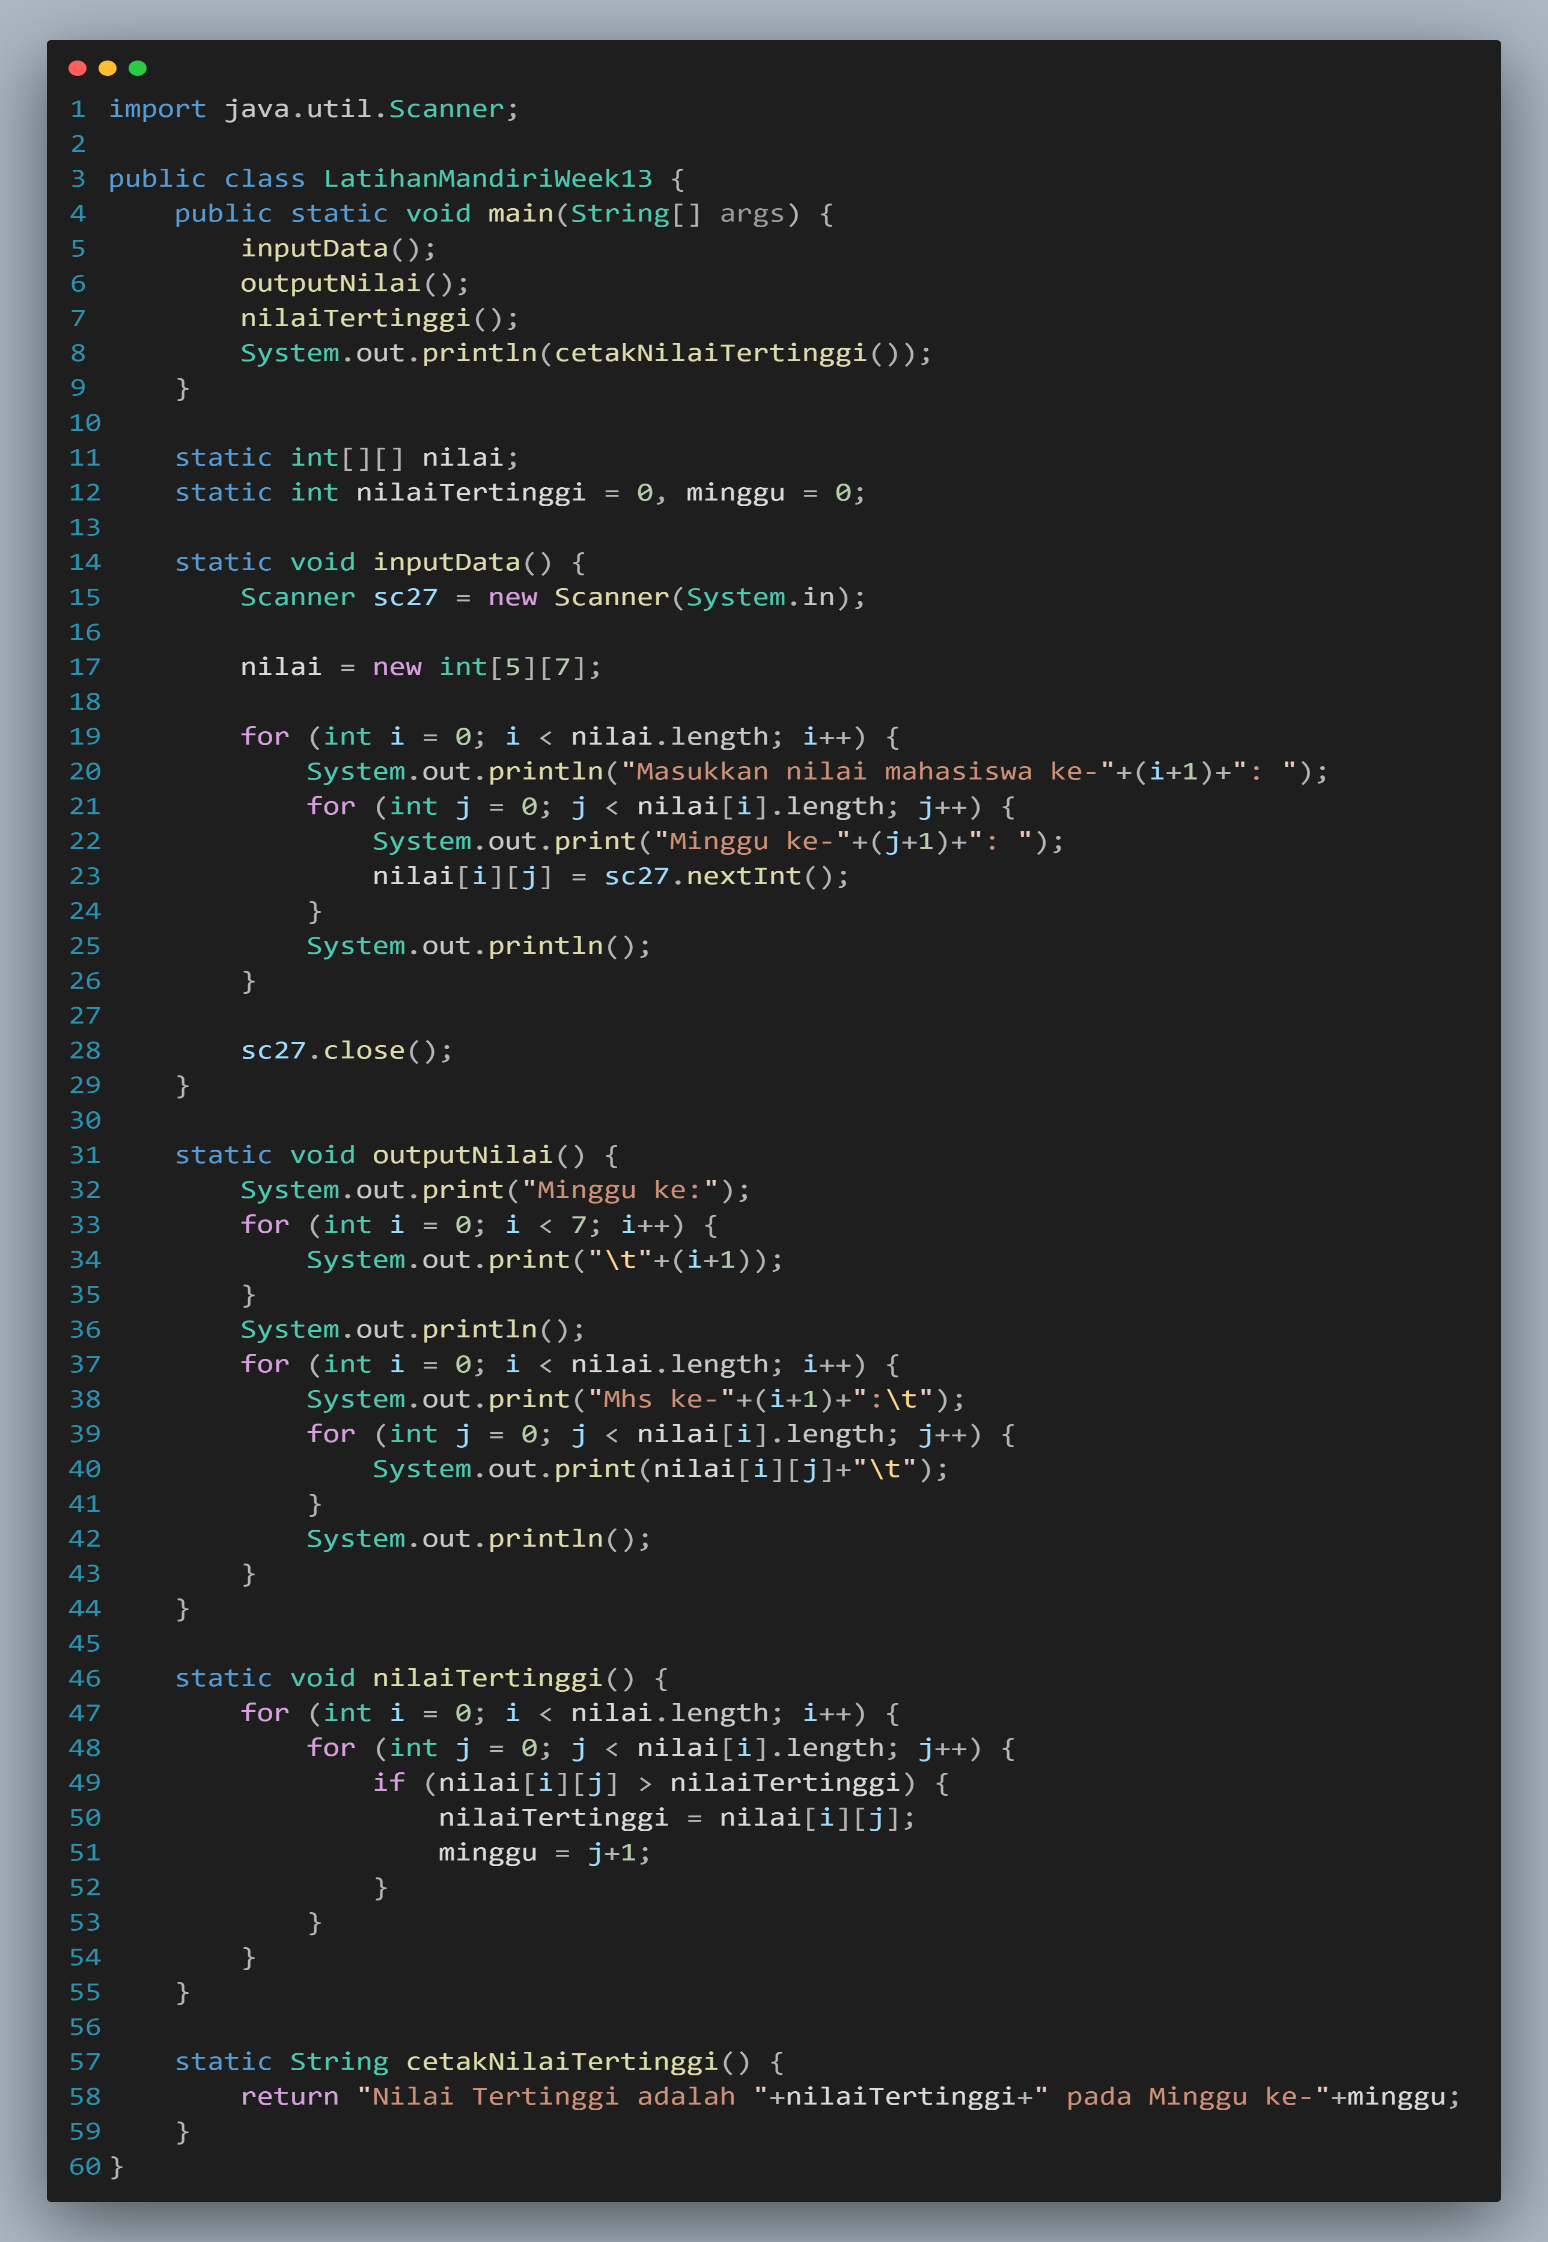 1 import java.util.Scanner;
2
3 public class LatihanMandiriWeek13 {
4     public static void main(String[] args) {
5         inputData();
6         outputNilai();
7         nilaiTertinggi();
8         System.out.println(cetakNilaiTertinggi());
9     }
10
11     static int[][] nilai;
12     static int nilaiTertinggi = 0, minggu = 0;
13
14     static void inputData() {
15         Scanner sc27 = new Scanner(System.in);
16
17         nilai = new int[5][7];
18
19         for (int i = 0; i < nilai.length; i++) {
20             System.out.println("Masukkan nilai mahasiswa ke-"+(i+1)+": ");
21             for (int j = 0; j < nilai[i].length; j++) {
22                 System.out.print("Minggu ke-"+(j+1)+": ");
23                 nilai[i][j] = sc27.nextInt();
24             }
25             System.out.println();
26         }
27
28         sc27.close();
29     }
30
31     static void outputNilai() {
32         System.out.print("Minggu ke:");
33         for (int i = 0; i < 7; i++) {
34             System.out.print("\t"+(i+1));
35         }
36         System.out.println();
37         for (int i = 0; i < nilai.length; i++) {
38             System.out.print("Mhs ke-"+(i+1)+":\t");
39             for (int j = 0; j < nilai[i].length; j++) {
40                 System.out.print(nilai[i][j]+"\t");
41             }
42             System.out.println();
43         }
44     }
45
46     static void nilaiTertinggi() {
47         for (int i = 0; i < nilai.length; i++) {
48             for (int j = 0; j < nilai[i].length; j++) {
49                 if (nilai[i][j] > nilaiTertinggi) {
50                     nilaiTertinggi = nilai[i][j];
51                     minggu = j+1;
52                 }
53             }
54         }
55     }
56
57     static String cetakNilaiTertinggi() {
58         return "Nilai Tertinggi adalah "+nilaiTertinggi+" pada Minggu ke-"+minggu;
59     }
60 }